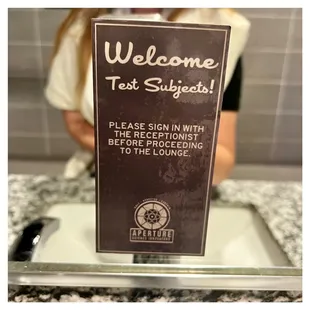 Welcome
Test Subjects!
PLEASE SIGN IN WITH
THE RECEPTIONIST
BEFORE PROCEEDING
TO THE LOUNGE.
APERTURE